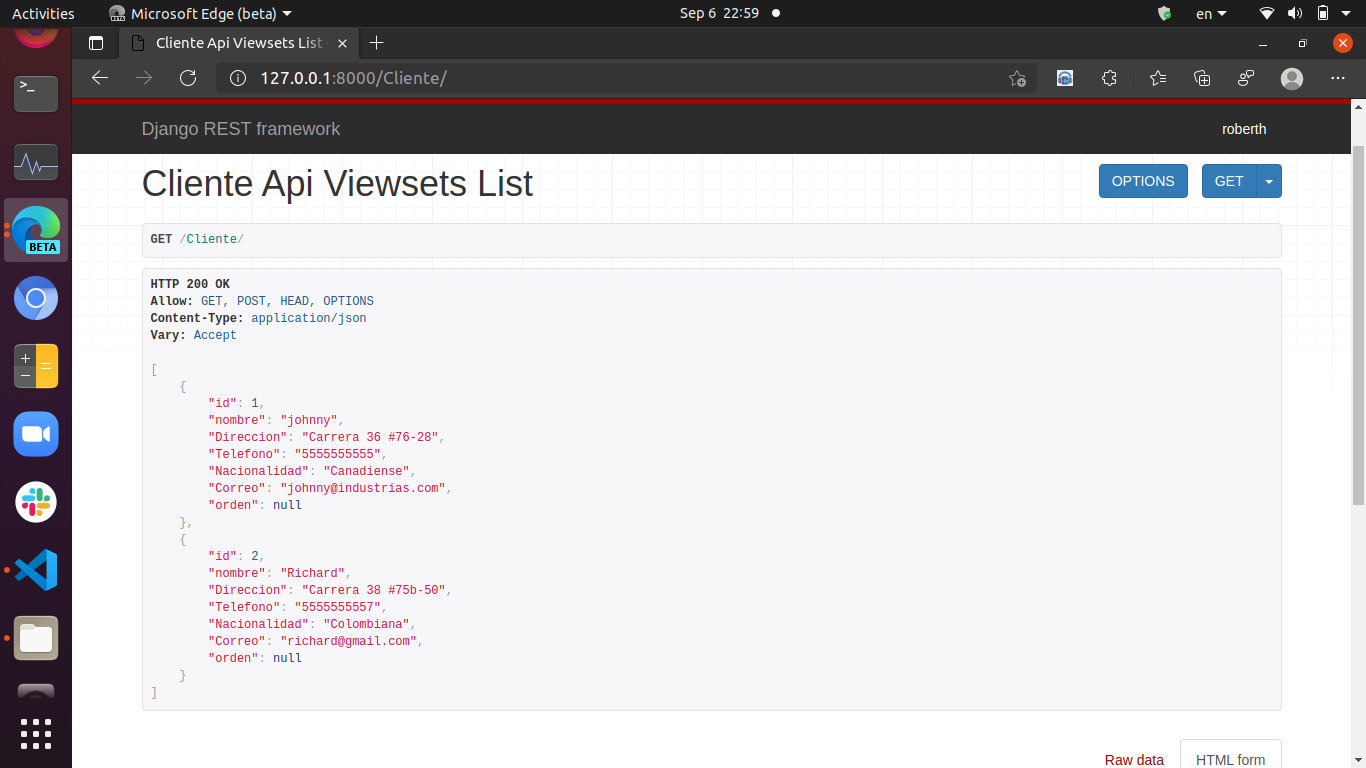 Activities
Microsoft Edge (beta)
Sep 6 22:59
en
Cliente Api Viewsets List
127.0.0.1:8000/Cliente/
BETA
Django REST framework
roberth
Cliente Api Viewsets List
OPTIONS
GET
GET /Cliente/
HTTP 200 OK
Allow: GET, POST, HEAD, OPTIONS
Content-Type: application/json
Vary: Accept
[
    {
        "id": 1,
        "nombre": "johnny",
        "Direccion": "Carrera 36 #76-28",
        "Telefono": "5555555555",
        "Nacionalidad": "Canadiense",
        "Correo": "johnny@industrias.com",
        "orden": null
    },
    {
        "id": 2,
        "nombre": "Richard",
        "Direccion": "Carrera 38 #75b-50",
        "Telefono": "5555555557",
        "Nacionalidad": "Colombiana",
        "Correo": "richard@gmail.com",
        "orden": null
    }
]
Raw data
HTML form